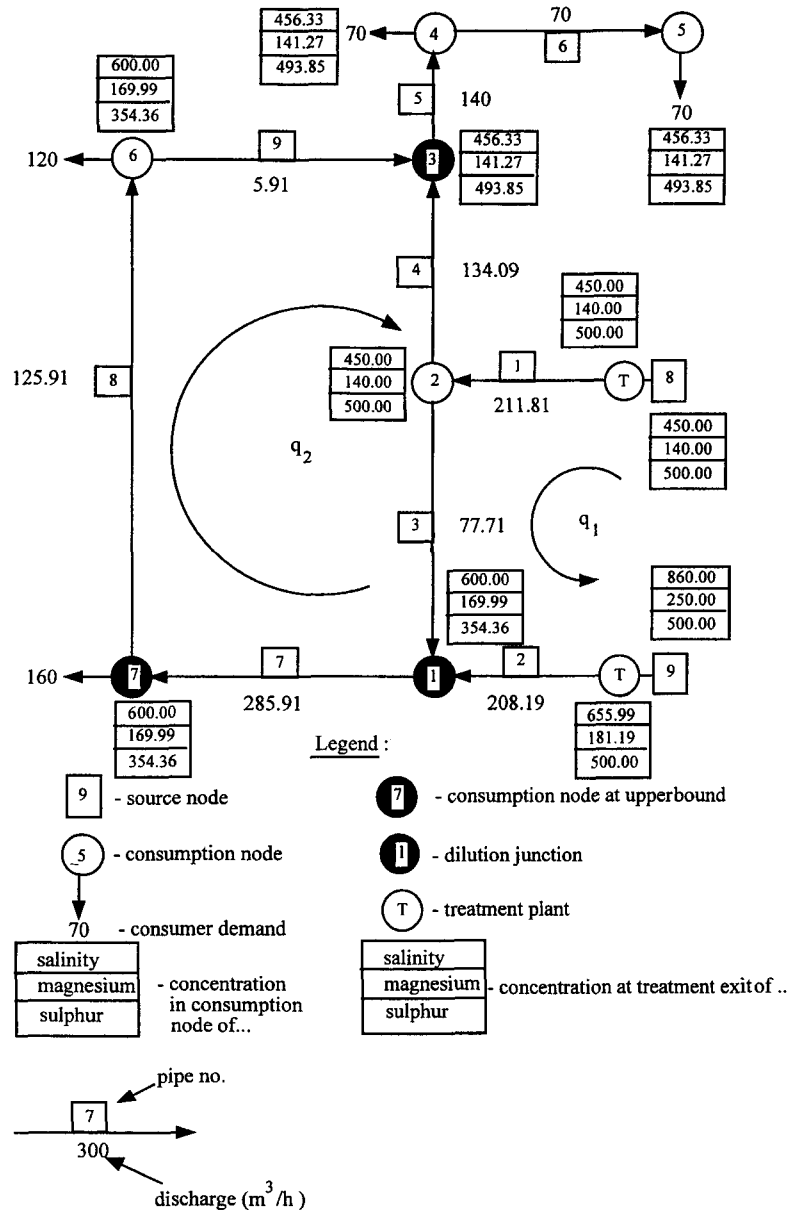 456.33
141.27
493.85
70
4
70
6
5
70
600.00
169.99
354.36
5
140
120
6
9
5.91
3
456.33
141.27
493.85
456.33
141.27
493.85
4
134.09
450.00
140.00
500.00
125.91
8
450.00
140.00
500.00
2
1
211.81
T
8
450.00
140.00
500.00
q2
3
77.71
q1
600.00
169.99
354.36
860.00
250.00
500.00
160
7
7
285.91
1
2
208.19
T
9
600.00
169.99
354.36
655.99
181.19
500.00
Legend :
9 - source node
7 - consumption node at upperbound
5 - consumption node
1 - dilution junction
70 - consumer demand
T - treatment plant
salinity
magnesium
sulphur
- concentration
in consumption
node of...
salinity
magnesium
sulphur
- concentration at treatment exit of ..
pipe no.
7
300
discharge (m³/h )